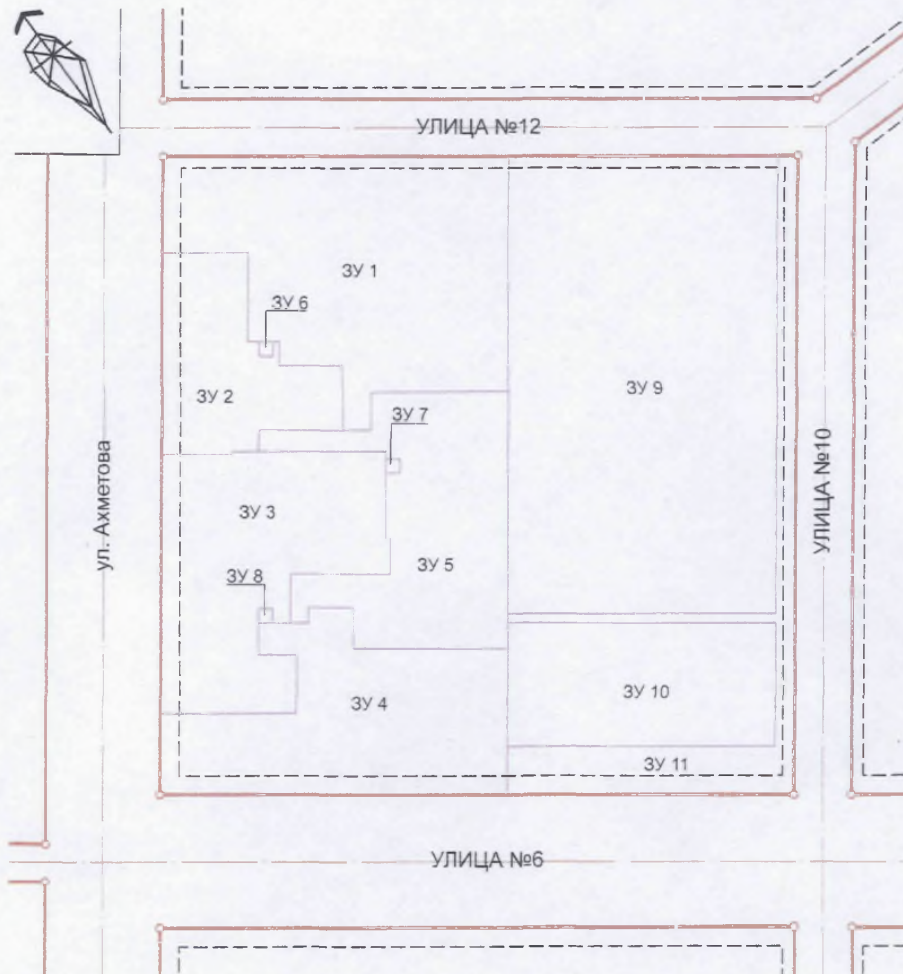 УЛИЦА №12
ЗУ 1
ЗУ 6
ЗУ 2
ЗУ 9
ЗУ 7
ул. Ахметова
УЛИЦА №10
ЗУ 3
ЗУ 5
ЗУ 8
ЗУ 10
ЗУ 4
ЗУ 11
УЛИЦА №6